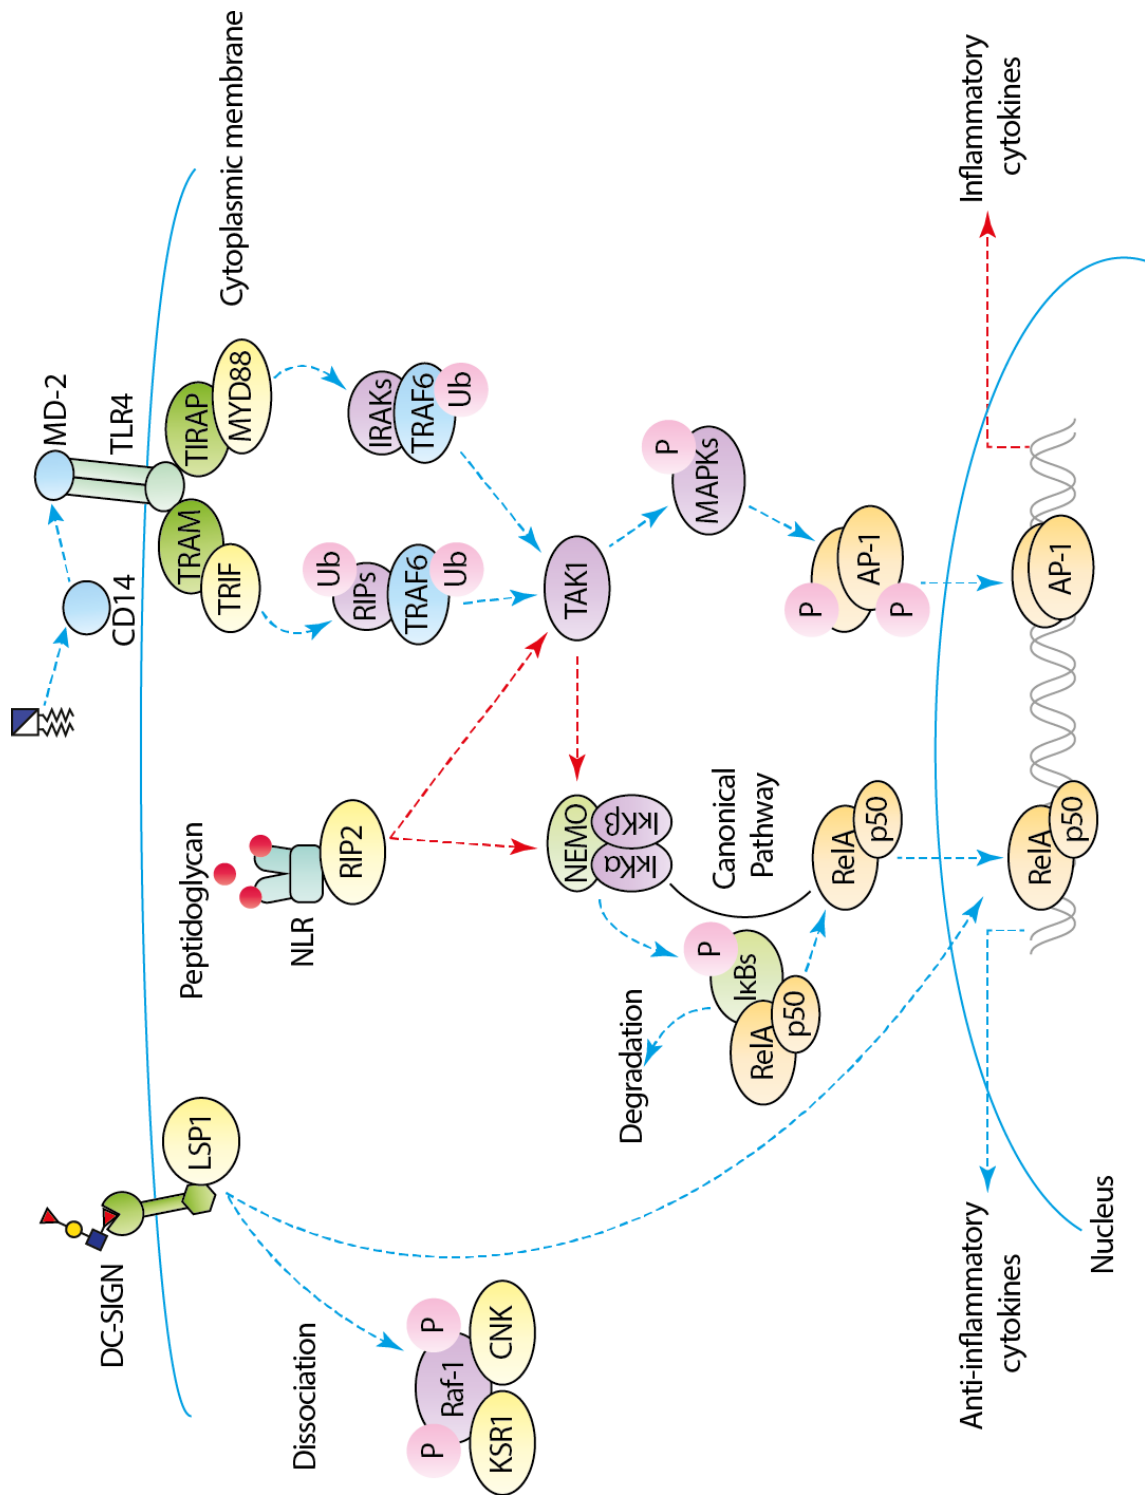 DC-SIGN
LSP1
Dissociation
P
Raf-1
P
KSR1
CNK
Peptidoglycan
NLR
RIP2
CD14
MD-2
TLR4
TRAM
TRIF
TIRAP
MYD88
Cytoplasmic membrane
Ub
RIPs
TRAF6
Ub
IRAKs
TRAF6
Ub
TAK1
NEMO
IκKα
IκKβ
Canonical
Pathway
Degradation
P
IκBs
RelA
p50
RelA
p50
P
MAPKs
P
AP-1
P
RelA
p50
AP-1
Anti-inflammatory
cytokines
Inflammatory
cytokines
Nucleus